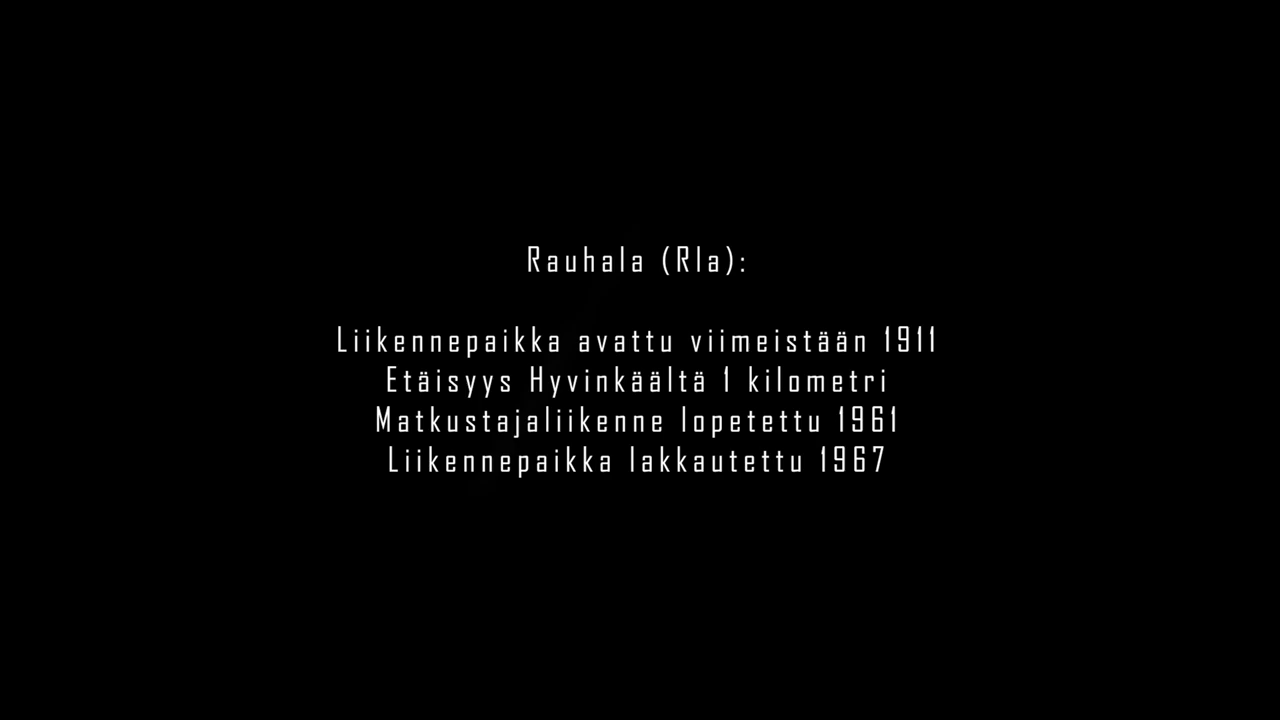 Rauhala (Rla):
Liikennepaikka avattu viimeistään 1911
Etäisyys Hyvinkäältä 1 kilometri
Matkustajaliikenne lopetettu 1961
Liikennepaikka lakkautettu 1967